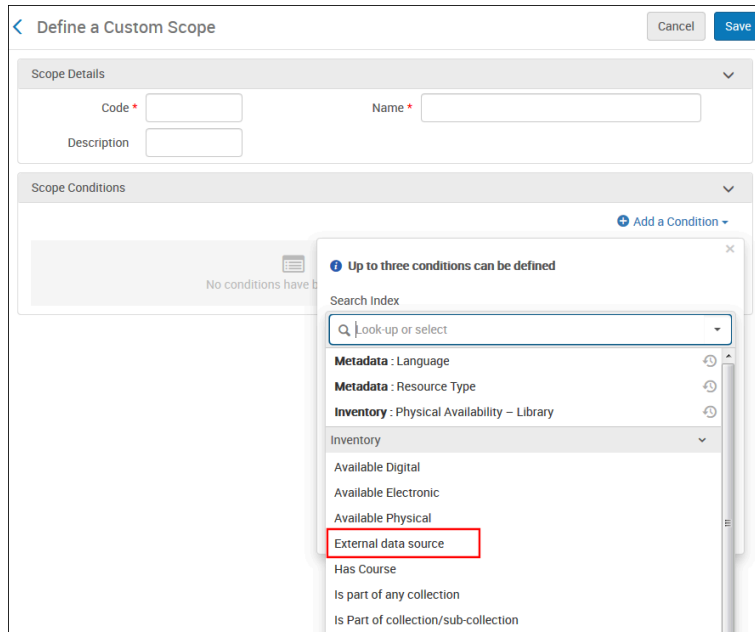 Define a Custom Scope
Cancel
Save
Scope Details
Code *
Name *
Description
Scope Conditions
Add a Condition
No conditions have b
Up to three conditions can be defined
Search Index
Look-up or select
Metadata : Language
Metadata : Resource Type
Inventory : Physical Availability – Library
Inventory
Available Digital
Available Electronic
Available Physical
External data source
Has Course
Is part of any collection
Is Part of collection/sub-collection